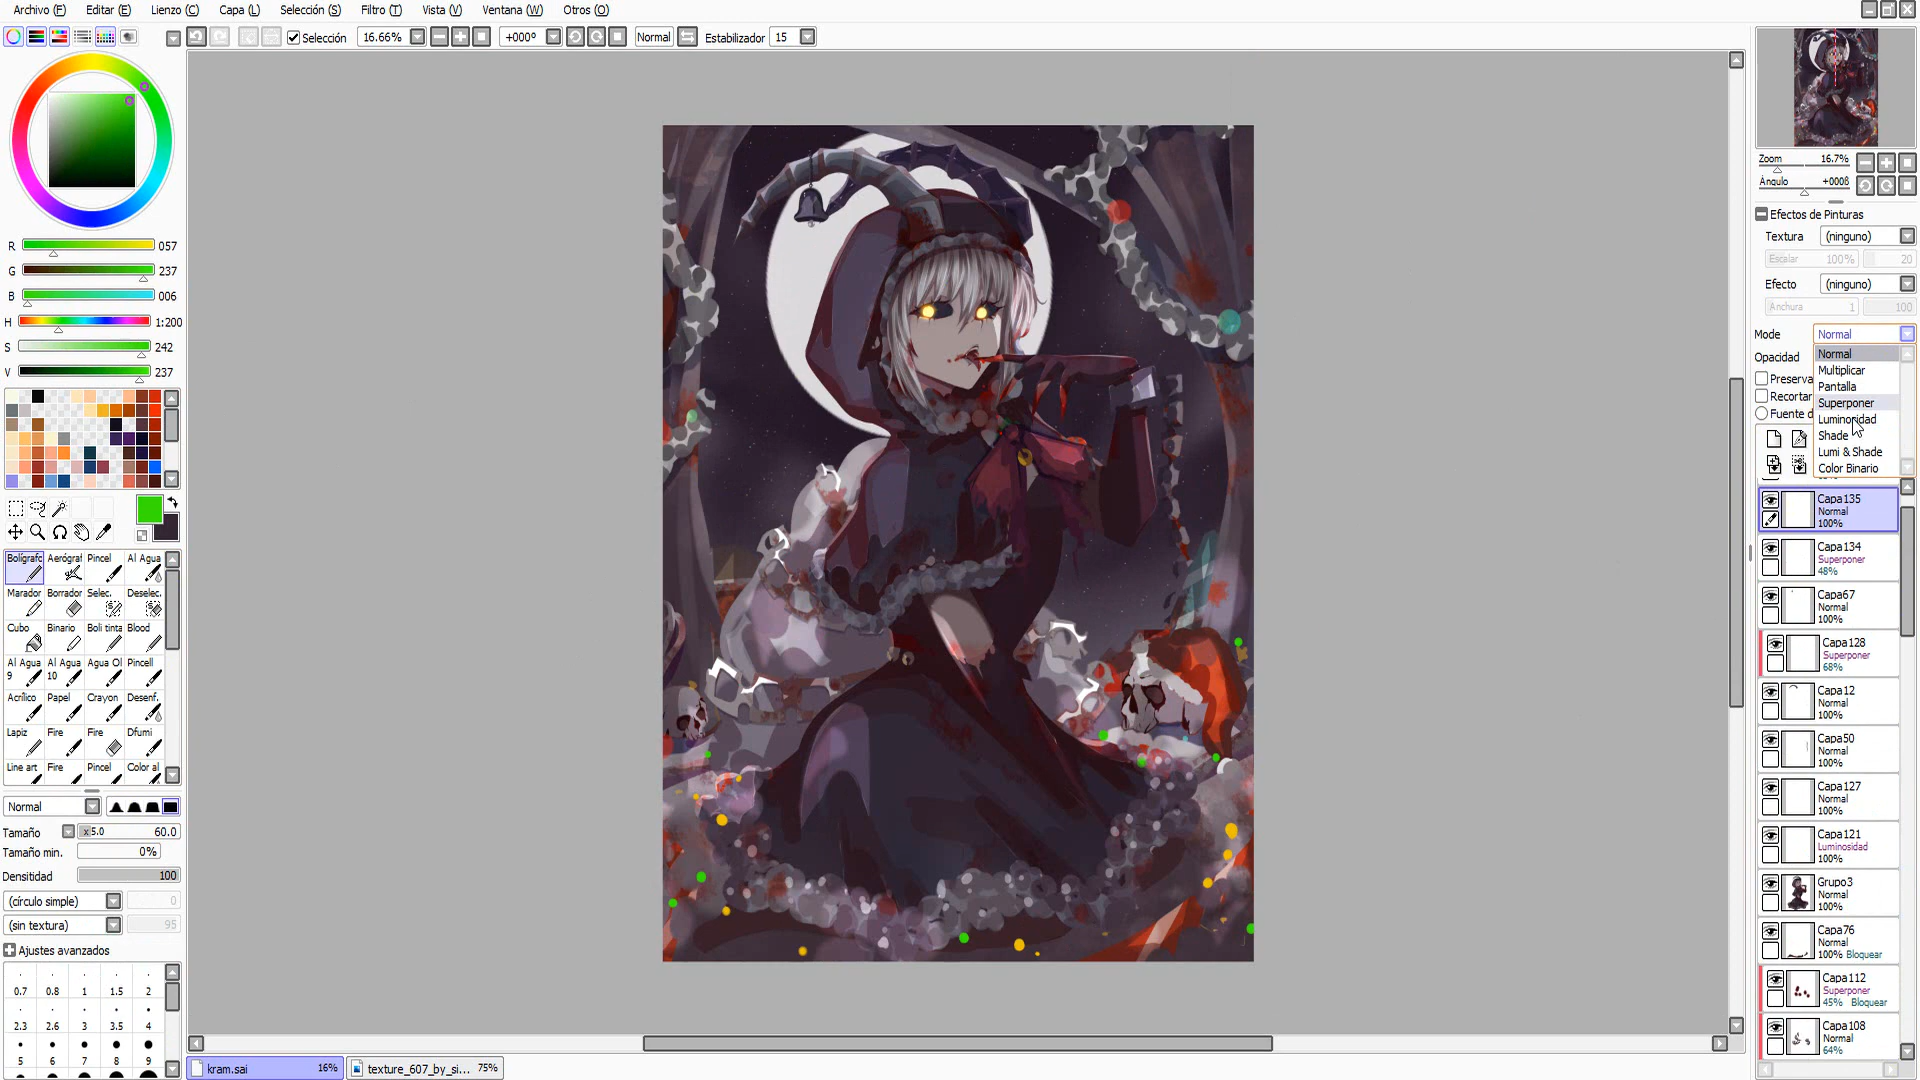 Archivo (F) Editar (E) Lienzo (C) Capa (L) Selección (S) Filtro (T) Vista (V) Ventana (W) Otros (O)
Selección 16.66% +000º Normal Estabilizador 15
R 057
G 237
B 006
H 1:200
S 242
V 237
Bolígrafo Aerógraf Pincel Al Agua
Marador Borrador Selec. Deselec.
Cubo Binario Boli tinta Blood
Al Agua 9 Al Agua 10 Agua Ol Pincell
Acrílico Papel Crayon Desenf.
Lapiz Fire Fire Dfumi
Line art Fire Pincel Color al
Normal
Tamaño x5.0 60.0
Tamaño min. 0%
Densitidad 100
(círculo simple) 0
(sin textura) 95
Ajustes avanzados
0.7 0.8 1 1.5 2
2.3 2.6 3 3.5 4
5 6 7 8 9
kram.sai 16% texture_607_by_si... 75%
Zoom 16.7%
Ángulo +000ß
Efectos de Pinturas
Textura (ninguno)
Escalar 100% 20
Efecto (ninguno)
Anchura 1 100
Mode Normal
Opacidad
Preserva
Recortar
Fuente d
Normal
Multiplicar
Pantalla
Superponer
Luminosidad
Shade
Lumi & Shade
Color Binario
Capa135
Normal
100%
Capa134
Superponer
48%
Capa67
Normal
100%
Capa128
Superponer
68%
Capa12
Normal
100%
Capa50
Normal
100%
Capa127
Normal
100%
Capa121
Luminosidad
100%
Grupo3
Normal
100%
Capa76
Normal
100% Bloquear
Capa112
Superponer
45% Bloquear
Capa108
Normal
64%